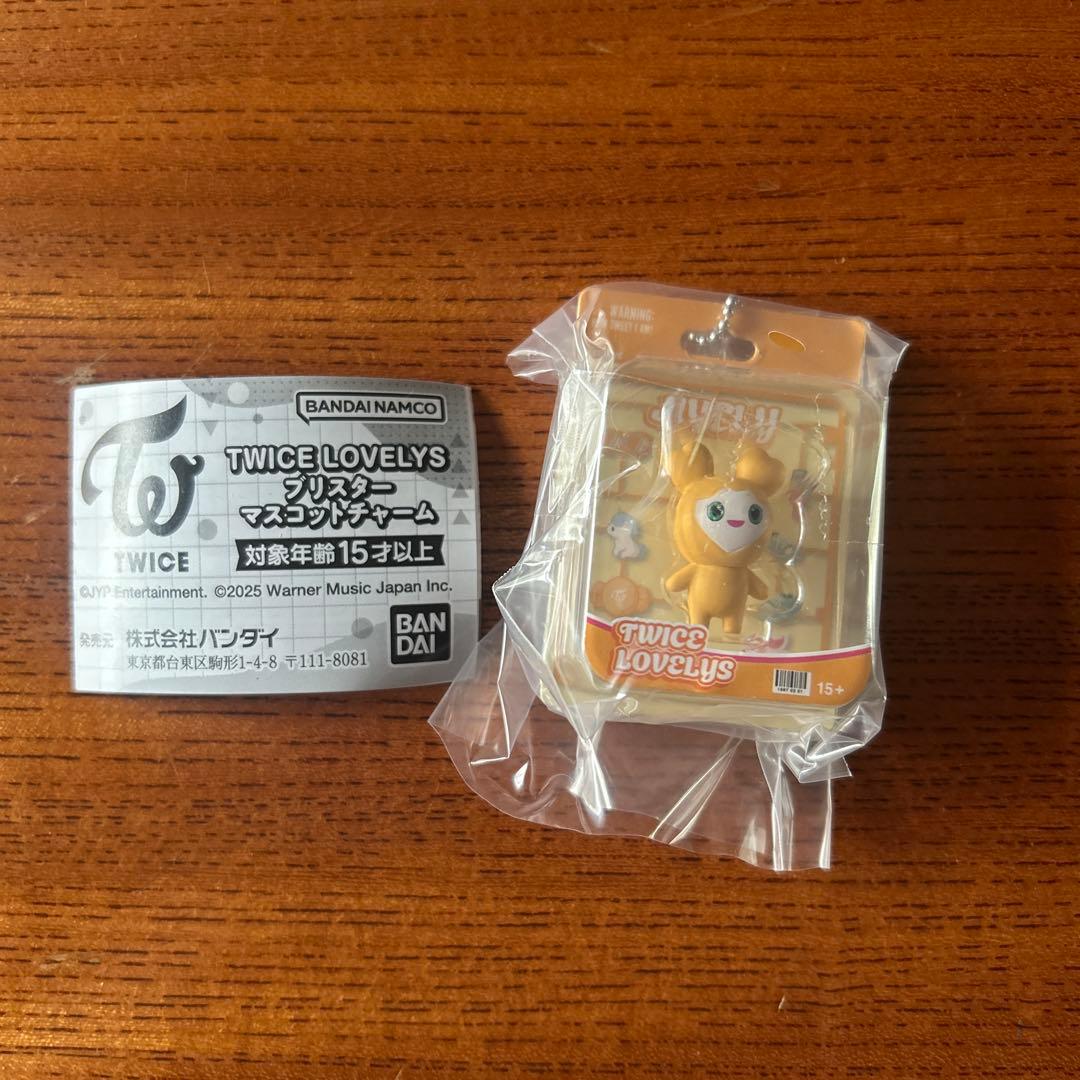 BANDAI NAMCO
TWICE LOVELYS
ブリスター
マスコットチャーム
対象年齢15才以上
TWICE
©JYP Entertainment. ©2025 Warner Music Japan Inc.
発売元 株式会社バンダイ
東京都台東区駒形1-4-8 〒111-8081
BAN
DAI
WARNING:
TWICE
LOVELYS
15+